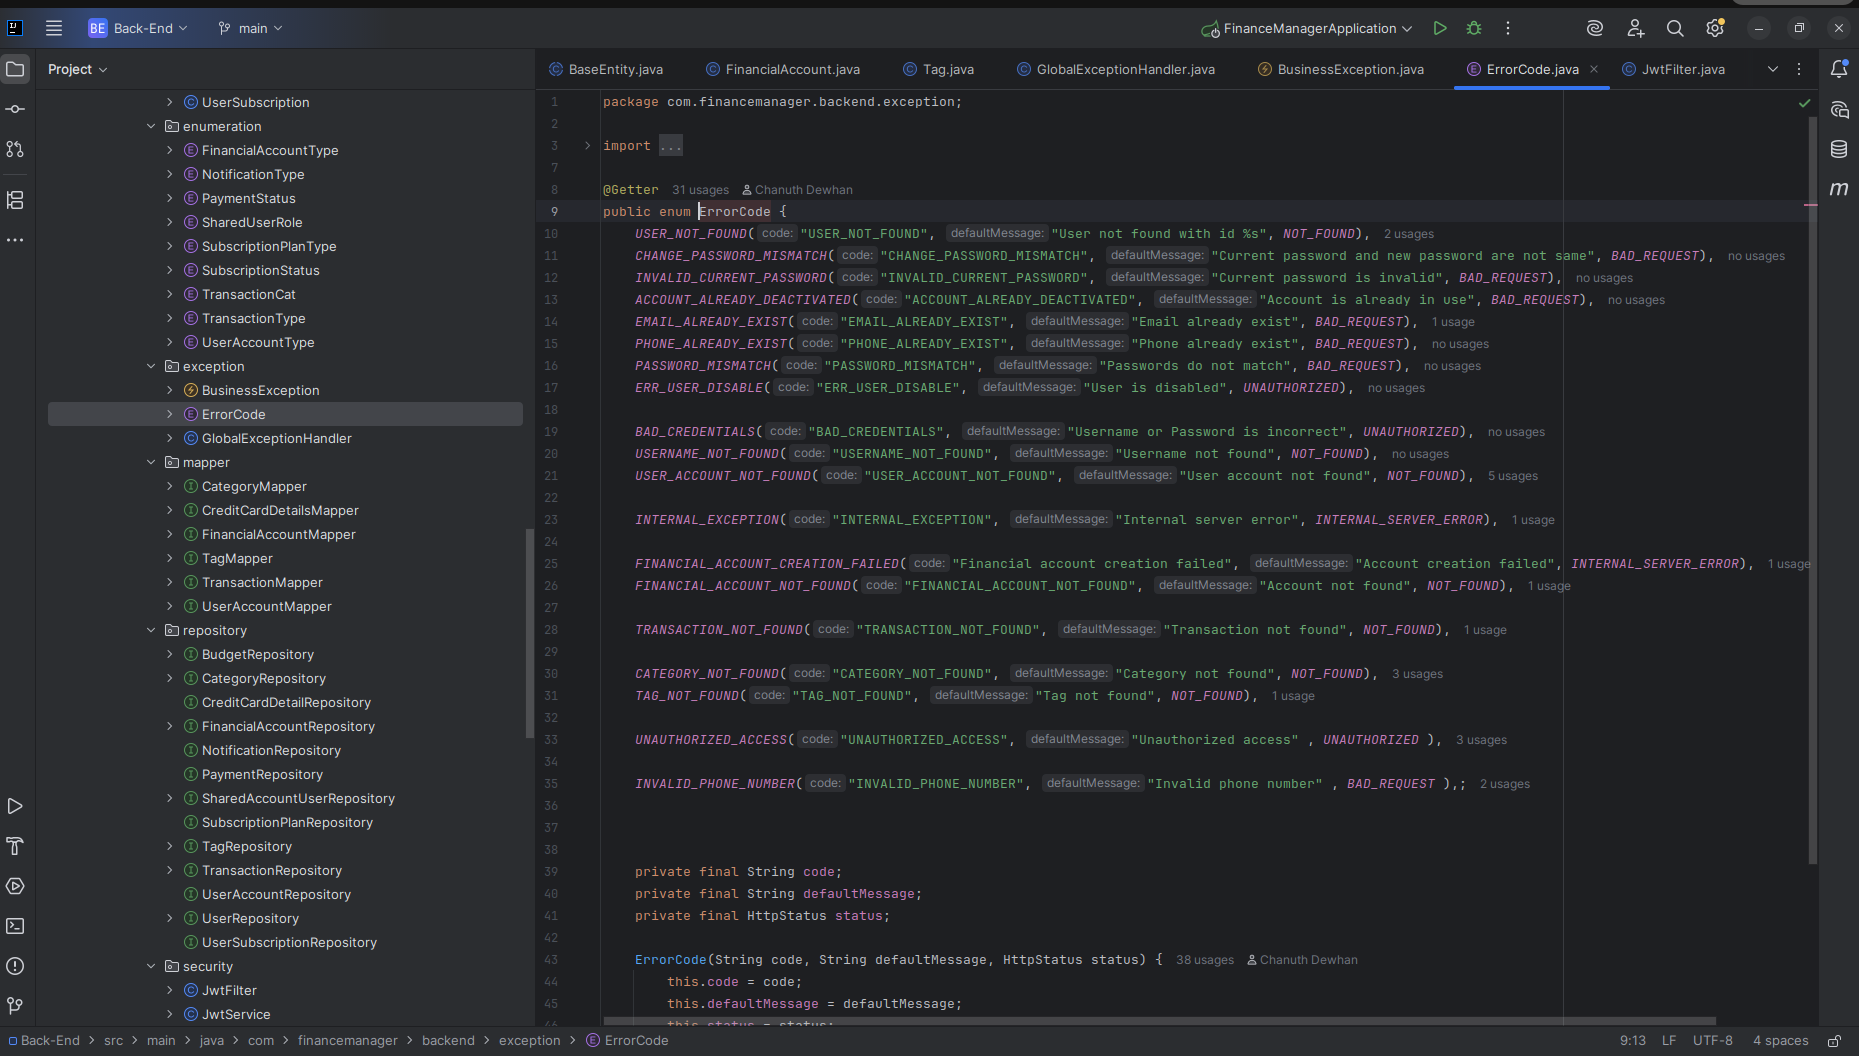 BE Back-End main FinanceManagerApplication
Project
UserSubscription
enumeration
FinancialAccountType
NotificationType
PaymentStatus
SharedUserRole
SubscriptionPlanType
SubscriptionStatus
TransactionCat
TransactionType
UserAccountType
exception
BusinessException
ErrorCode
GlobalExceptionHandler
mapper
CategoryMapper
CreditCardDetailsMapper
FinancialAccountMapper
TagMapper
TransactionMapper
UserAccountMapper
repository
BudgetRepository
CategoryRepository
CreditCardDetailRepository
FinancialAccountRepository
NotificationRepository
PaymentRepository
SharedAccountUserRepository
SubscriptionPlanRepository
TagRepository
TransactionRepository
UserAccountRepository
UserRepository
UserSubscriptionRepository
security
JwtFilter
JwtService
BaseEntity.java FinancialAccount.java Tag.java GlobalExceptionHandler.java BusinessException.java ErrorCode.java JwtFilter.java
1 package com.financemanager.backend.exception;
2
3 import ...
7
8 @Getter 31 usages Chanuth Dewhan
9 public enum ErrorCode {
10 USER_NOT_FOUND( code: "USER_NOT_FOUND", defaultMessage: "User not found with id %s", NOT_FOUND), 2 usages
11 CHANGE_PASSWORD_MISMATCH( code: "CHANGE_PASSWORD_MISMATCH", defaultMessage: "Current password and new password are not same", BAD_REQUEST), no usages
12 INVALID_CURRENT_PASSWORD( code: "INVALID_CURRENT_PASSWORD", defaultMessage: "Current password is invalid", BAD_REQUEST), no usages
13 ACCOUNT_ALREADY_DEACTIVATED( code: "ACCOUNT_ALREADY_DEACTIVATED", defaultMessage: "Account is already in use", BAD_REQUEST), no usages
14 EMAIL_ALREADY_EXIST( code: "EMAIL_ALREADY_EXIST", defaultMessage: "Email already exist", BAD_REQUEST), 1 usage
15 PHONE_ALREADY_EXIST( code: "PHONE_ALREADY_EXIST", defaultMessage: "Phone already exist", BAD_REQUEST), no usages
16 PASSWORD_MISMATCH( code: "PASSWORD_MISMATCH", defaultMessage: "Passwords do not match", BAD_REQUEST), no usages
17 ERR_USER_DISABLE( code: "ERR_USER_DISABLE", defaultMessage: "User is disabled", UNAUTHORIZED), no usages
18
19 BAD_CREDENTIALS( code: "BAD_CREDENTIALS", defaultMessage: "Username or Password is incorrect", UNAUTHORIZED), no usages
20 USERNAME_NOT_FOUND( code: "USERNAME_NOT_FOUND", defaultMessage: "Username not found", NOT_FOUND), no usages
21 USER_ACCOUNT_NOT_FOUND( code: "USER_ACCOUNT_NOT_FOUND", defaultMessage: "User account not found", NOT_FOUND), 5 usages
22
23 INTERNAL_EXCEPTION( code: "INTERNAL_EXCEPTION", defaultMessage: "Internal server error", INTERNAL_SERVER_ERROR), 1 usage
24
25 FINANCIAL_ACCOUNT_CREATION_FAILED( code: "Financial account creation failed", defaultMessage: "Account creation failed", INTERNAL_SERVER_ERROR), 1 usage
26 FINANCIAL_ACCOUNT_NOT_FOUND( code: "FINANCIAL_ACCOUNT_NOT_FOUND", defaultMessage: "Account not found", NOT_FOUND), 1 usage
27
28 TRANSACTION_NOT_FOUND( code: "TRANSACTION_NOT_FOUND", defaultMessage: "Transaction not found", NOT_FOUND), 1 usage
29
30 CATEGORY_NOT_FOUND( code: "CATEGORY_NOT_FOUND", defaultMessage: "Category not found", NOT_FOUND), 3 usages
31 TAG_NOT_FOUND( code: "TAG_NOT_FOUND", defaultMessage: "Tag not found", NOT_FOUND), 1 usage
32
33 UNAUTHORIZED_ACCESS( code: "UNAUTHORIZED_ACCESS", defaultMessage: "Unauthorized access" , UNAUTHORIZED ), 3 usages
34
35 INVALID_PHONE_NUMBER( code: "INVALID_PHONE_NUMBER", defaultMessage: "Invalid phone number" , BAD_REQUEST ),; 2 usages
36
37
38
39 private final String code;
40 private final String defaultMessage;
41 private final HttpStatus status;
42
43 ErrorCode(String code, String defaultMessage, HttpStatus status) { 38 usages Chanuth Dewhan
44 this.code = code;
45 this.defaultMessage = defaultMessage;
46 this.status = status;
Back-End > src > main > java > com > financemanager > backend > exception > ErrorCode 9:13 LF UTF-8 4 spaces